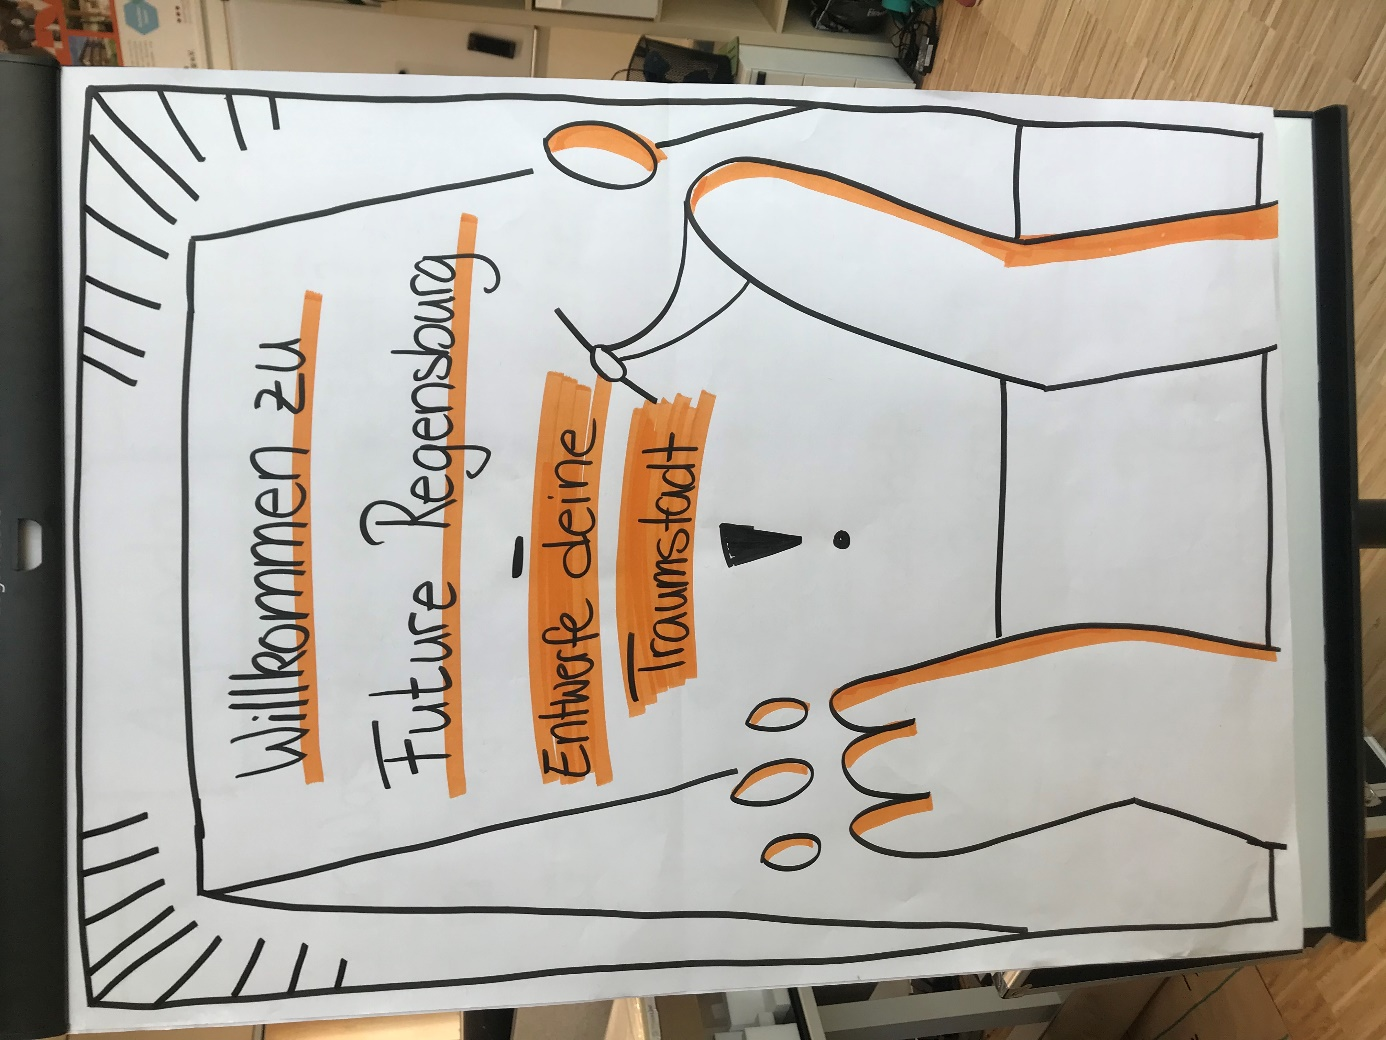 Willkommen zu
Future Regensburg
-
Entwerfe deine
Traumstadt
!